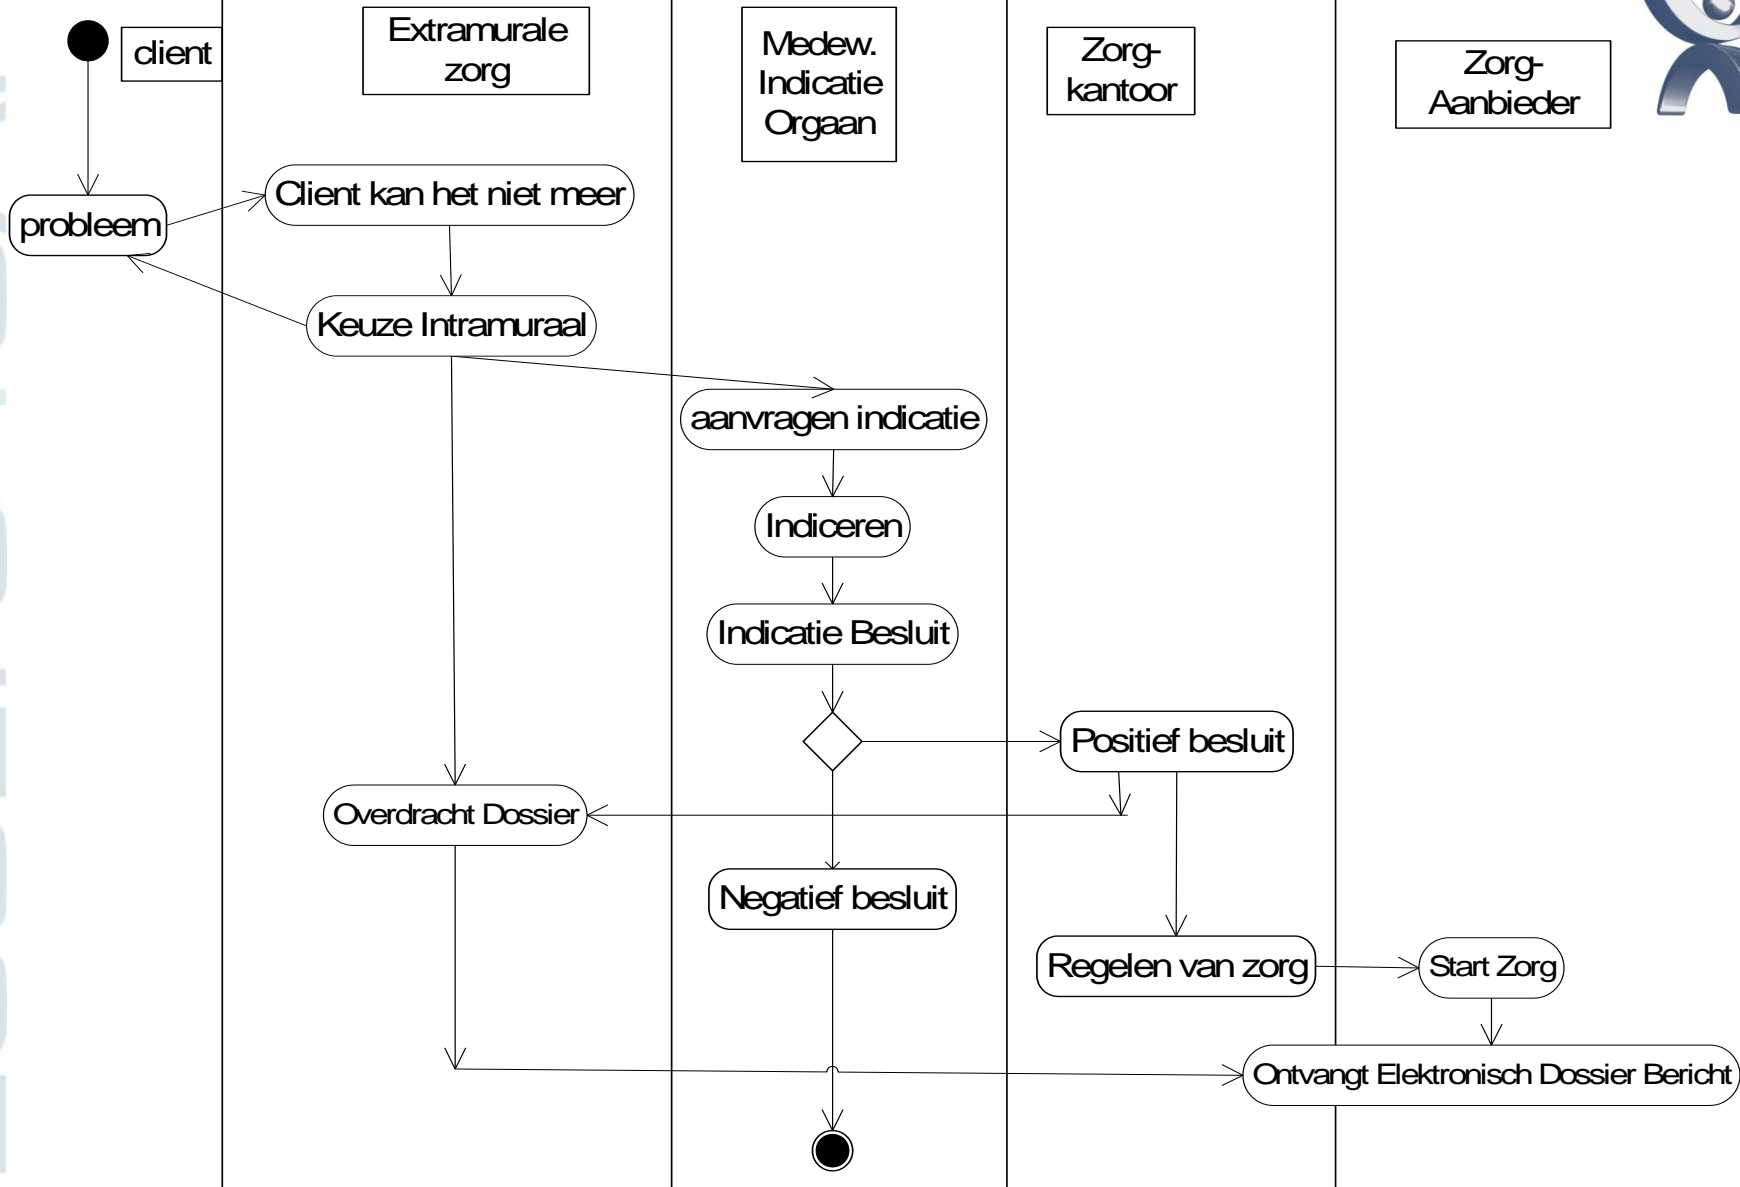 client
Extramurale
zorg
Medew.
Indicatie
Orgaan
Zorg-
kantoor
Zorg-
Aanbieder
probleem
Client kan het niet meer
Keuze Intramuraal
aanvragen indicatie
Indiceren
Indicatie Besluit
Positief besluit
Overdracht Dossier
Negatief besluit
Regelen van zorg
Start Zorg
Ontvangt Elektronisch Dossier Bericht